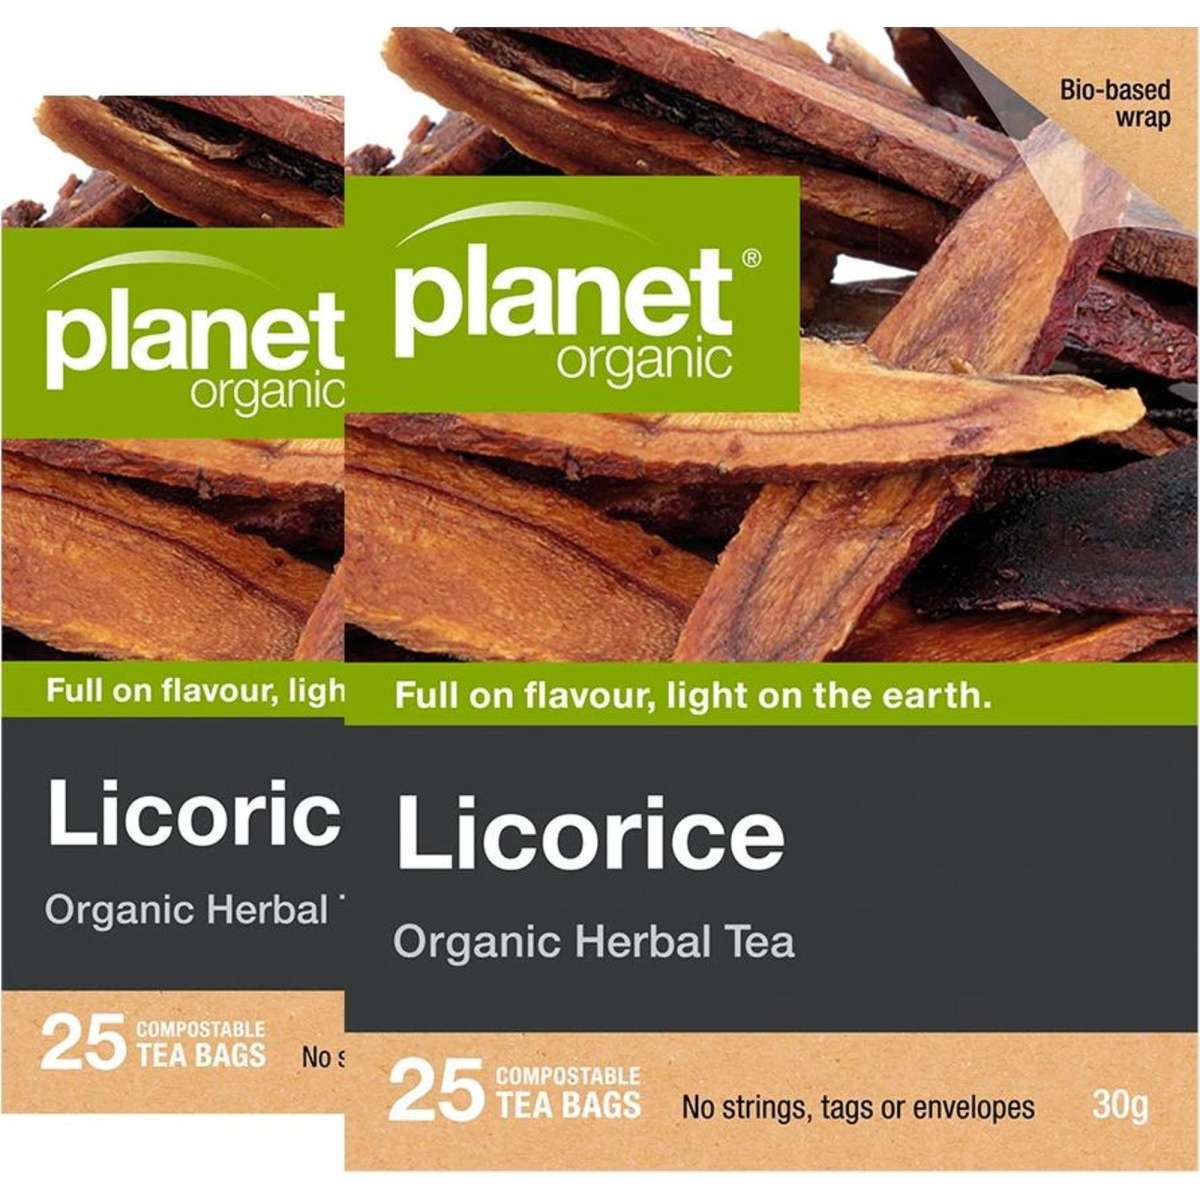 planet
organic
Full on flavour, ligh
Licoric
Organic Herbal
25 COMPOSTABLE
TEA BAGS
No s
Bio-based
wrap
planet®
organic
Full on flavour, light on the earth.
Licorice
Organic Herbal Tea
25 COMPOSTABLE
TEA BAGS
No strings, tags or envelopes
30g